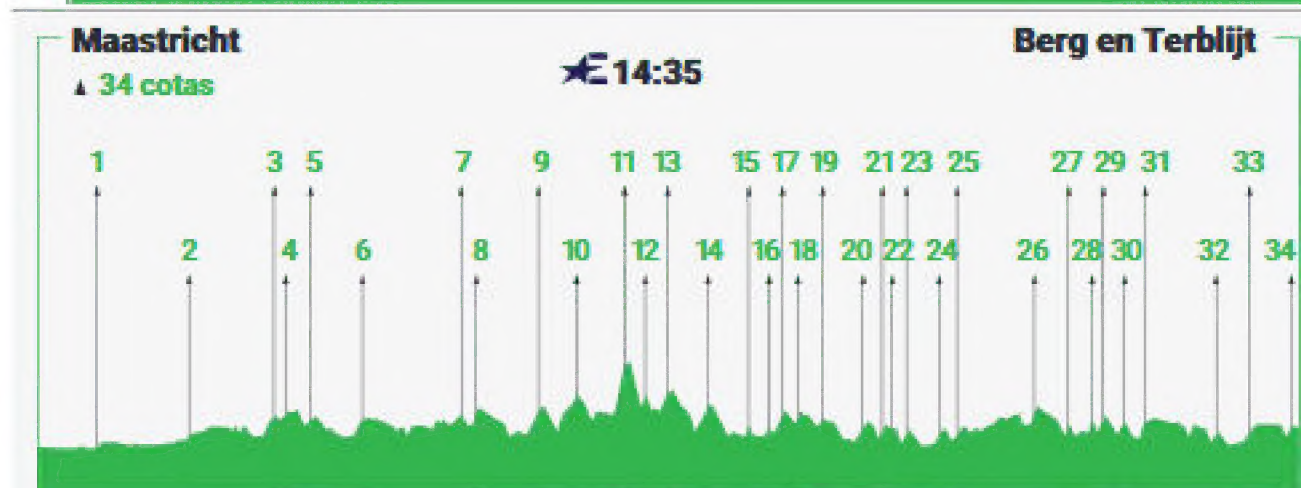 Maastricht
Berg en Terblijt
34 cotas
14:35
1 3 5 7 9 11 13 15 17 19 21 23 25 27 29 31 33
2 4 6 8 10 12 14 16 18 20 22 24 26 28 30 32 34